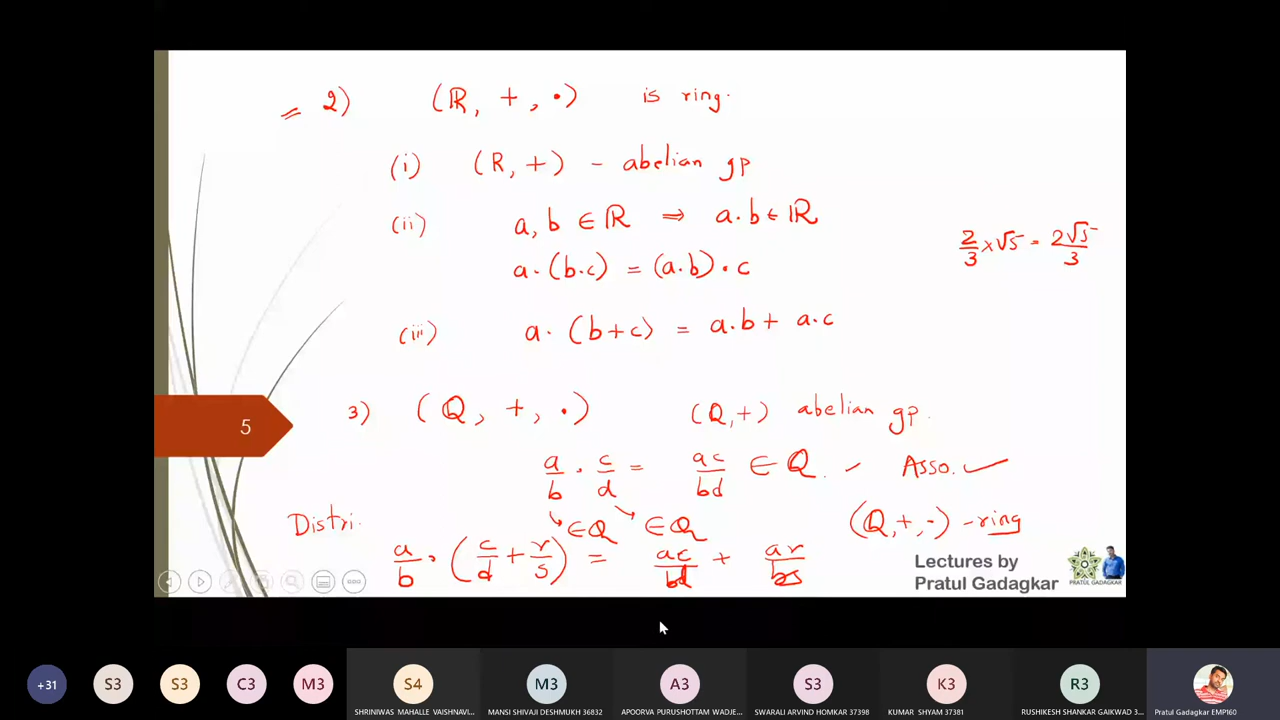 = 2) (ℝ, +, •) is ring.
(i) (R, +) - abelian gp
(ii) a, b ∈ ℝ ⇒ a.b ∈ ℝ
2/3 × √5 = 2√5/3
a. (b.c) = (a.b) • c
(iii) a. (b+c) = a.b + a.c
3) (Q, +, •) (Q, +) abelian gp.
5
a/b . c/d = ac/bd ∈ Q. ✓ Asso. ✓
∈ Q ∈ Q
Distri. (Q, +, •) - ring
a/b • (c/d + r/s) = ac/bd + ar/bs
Lectures by
Pratul Gadagkar
PRATUL GADAGKAR
+31 S3 S3 C3 M3 S4 M3 A3 S3 K3 R3
SHRINIWAS MAHALLE VAISHNAVI... MANSI SHIVAJI DESHMUKH 36832 APOORVA PURUSHOTTAM WADJE... SWARALI ARVIND HOMKAR 37398 KUMAR SHYAM 37381 RUSHIKESH SHANKAR GAIKWAD 3... Pratul Gadagkar EMP160